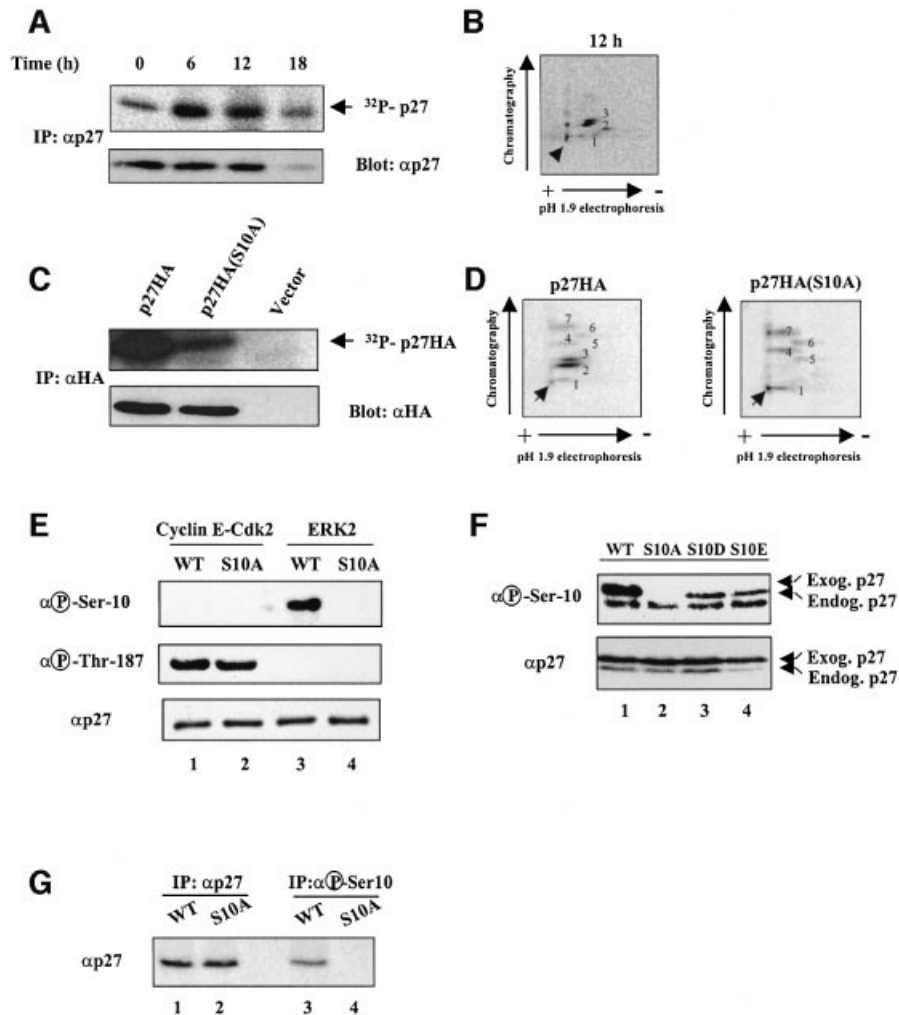 A
Time (h) 0 6 12 18
32P- p27
IP: αp27
Blot: αp27
B
12 h
Chromatography
3
2
1
+ -
pH 1.9 electrophoresis
C
p27HA p27HA(S10A) Vector
32P- p27HA
IP: αHA
Blot: αHA
D
p27HA
Chromatography
7
6
4 5
3
2
1
+ -
pH 1.9 electrophoresis
p27HA(S10A)
Chromatography
7
6
4
5
1
+ -
pH 1.9 electrophoresis
E
Cyclin E-Cdk2 ERK2
WT S10A WT S10A
αⓅ-Ser-10
αⓅ-Thr-187
αp27
1 2 3 4
F
WT S10A S10D S10E
αⓅ-Ser-10
Exog. p27
Endog. p27
αp27
Exog. p27
Endog. p27
1 2 3 4
G
IP: αp27 IP:αⓅ-Ser10
WT S10A WT S10A
αp27
1 2 3 4